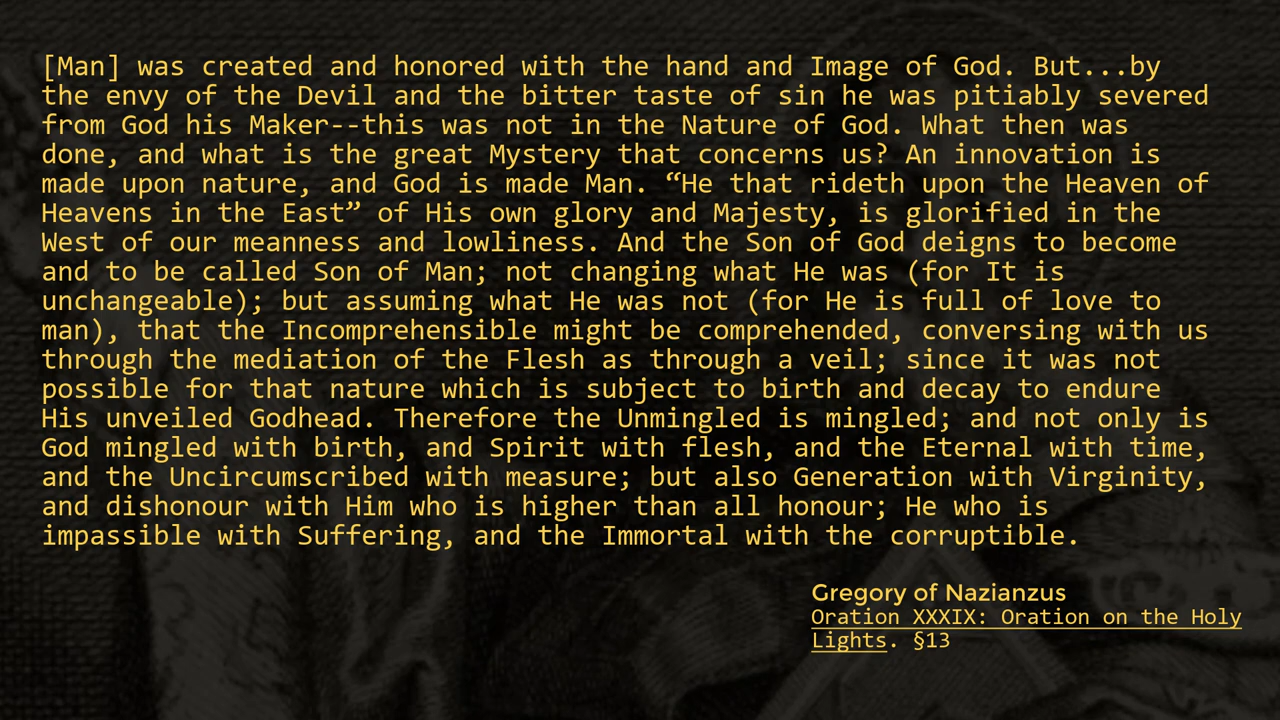 [Man] was created and honored with the hand and Image of God. But...by
the envy of the Devil and the bitter taste of sin he was pitiably severed
from God his Maker--this was not in the Nature of God. What then was
done, and what is the great Mystery that concerns us? An innovation is
made upon nature, and God is made Man. “He that rideth upon the Heaven of
Heavens in the East” of His own glory and Majesty, is glorified in the
West of our meanness and lowliness. And the Son of God deigns to become
and to be called Son of Man; not changing what He was (for It is
unchangeable); but assuming what He was not (for He is full of love to
man), that the Incomprehensible might be comprehended, conversing with us
through the mediation of the Flesh as through a veil; since it was not
possible for that nature which is subject to birth and decay to endure
His unveiled Godhead. Therefore the Unmingled is mingled; and not only is
God mingled with birth, and Spirit with flesh, and the Eternal with time,
and the Uncircumscribed with measure; but also Generation with Virginity,
and dishonour with Him who is higher than all honour; He who is
impassible with Suffering, and the Immortal with the corruptible.
Gregory of Nazianzus
Oration XXXIX: Oration on the Holy
Lights. §13